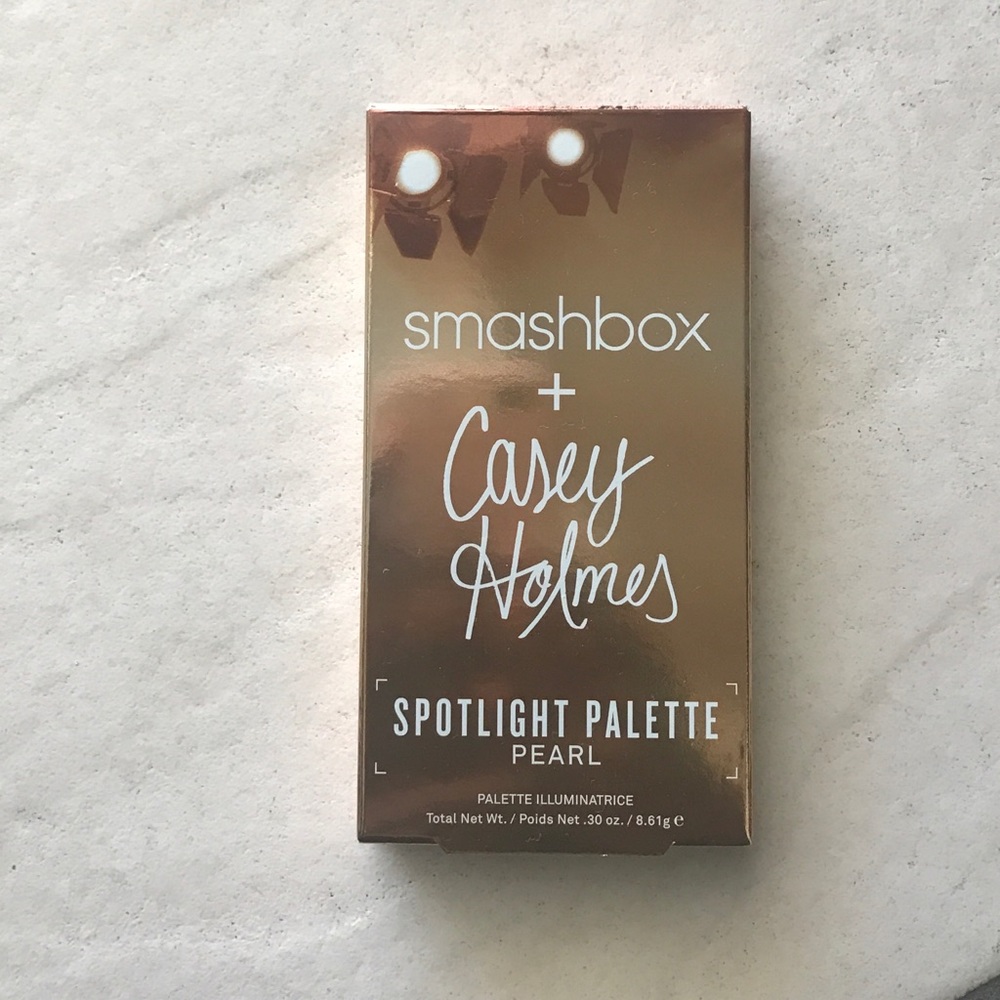 smashbox
+
Casey
Holmes
SPOTLIGHT PALETTE
PEARL
PALETTE ILLUMINATRICE
Total Net Wt. / Poids Net .30 oz. / 8.61g ℮